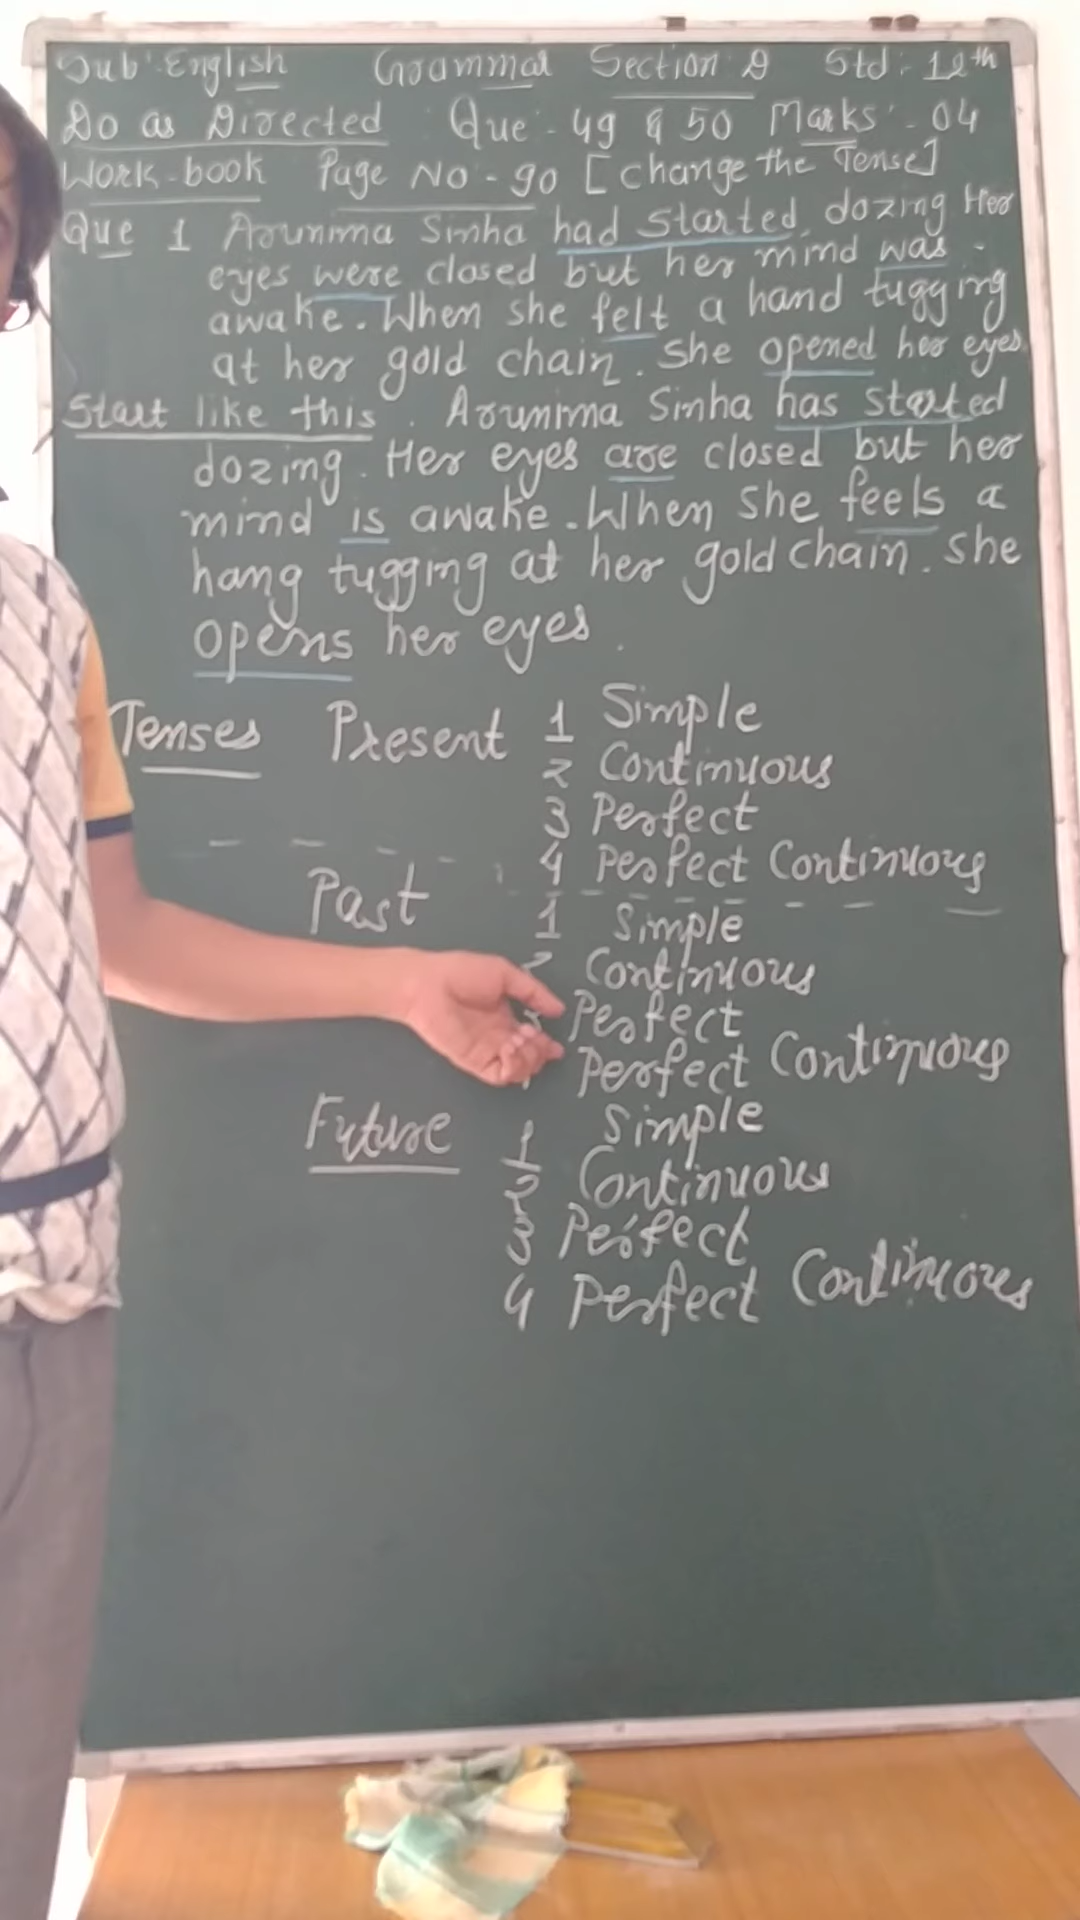 Sub: English Grammar Section D Std: 12th
Do as Directed Que - 49 & 50 Marks: - 04
Work-book Page No - 90 [change the Tense]
Que 1 Arunima Sinha had started dozing Her
eyes were closed but her mind was
awake. When she felt a hand tugging
at her gold chain. She opened her eyes
Start like this. Arunima Sinha has started
dozing. Her eyes are closed but her
mind is awake. When she feels a
hang tugging at her gold chain. she
opens her eyes.
Tenses Present 1 Simple
2 Continuous
3 Perfect
4 Perfect Continuous
Past 1 Simple
Continuous
Perfect
Perfect Continuous
Future 1 Simple
2 Continuous
3 Perfect
4 Perfect Continuous